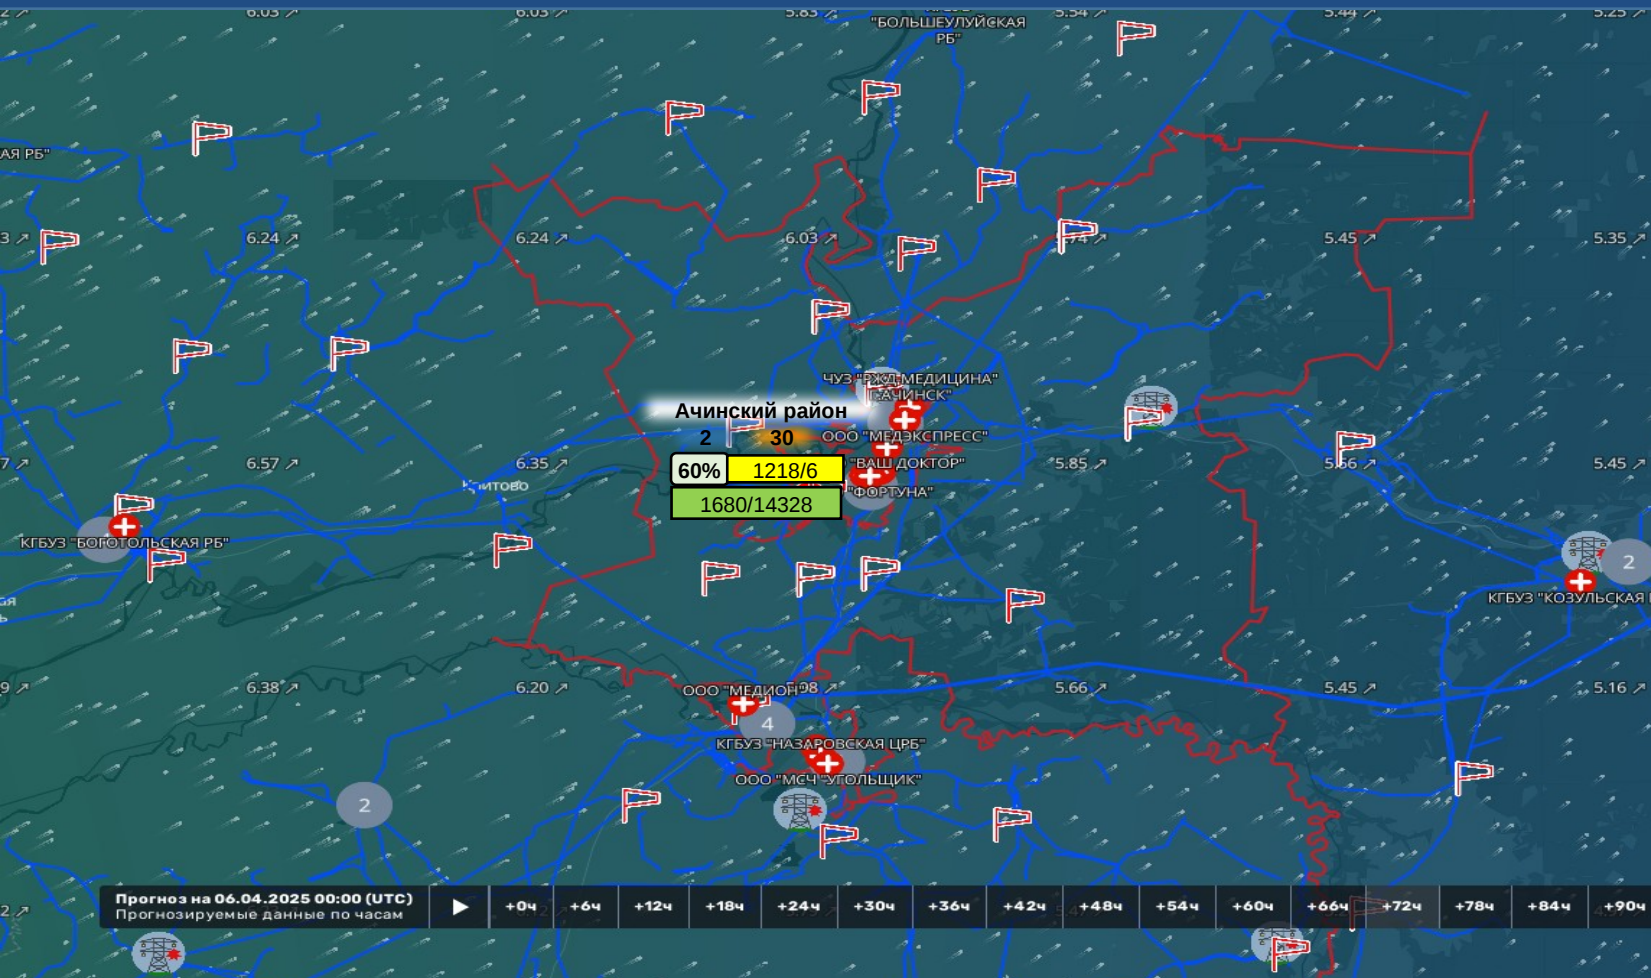 6.03 ↗
6.03 ↗
5.83
5.54 ↗
5.44 ↗
5.25 ↗
"БОЛЬШЕУЛУЙСКАЯ
РБ"
АЯ РБ"
3 ↗
6.24 ↗
6.24 ↗
6.03 ↗
5.45 ↗
5.35 ↗
ЧУЗ "РЖД-МЕДИЦИНА"
АЧИНСК"
Ачинский район
2
30
ООО "МЕДЭКСПРЕСС"
60%
1218/6
1680/14328
"ВАШ ДОКТОР"
"ФОРТУНА"
7 ↗
6.57 ↗
6.35 ↗
5.85 ↗
5.66 ↗
5.45 ↗
Критово
КГБУЗ "БОГОТОЛЬСКАЯ РБ"
2
КГБУЗ "КОЗУЛЬСКАЯ
9 ↗
6.38 ↗
6.20 ↗
ООО "МЕДИОН"
5.66 ↗
5.45 ↗
5.16 ↗
4
КГБУЗ "НАЗАРОВСКАЯ ЦРБ"
ООО "МСЧ "УГОЛЬЩИК"
2
Прогноз на 06.04.2025 00:00 (UTC)
Прогнозируемые данные по часам
+0ч +6ч +12ч +18ч +24ч +30ч +36ч +42ч +48ч +54ч +60ч +66ч +72ч +78ч +84ч +90ч
2 ↗